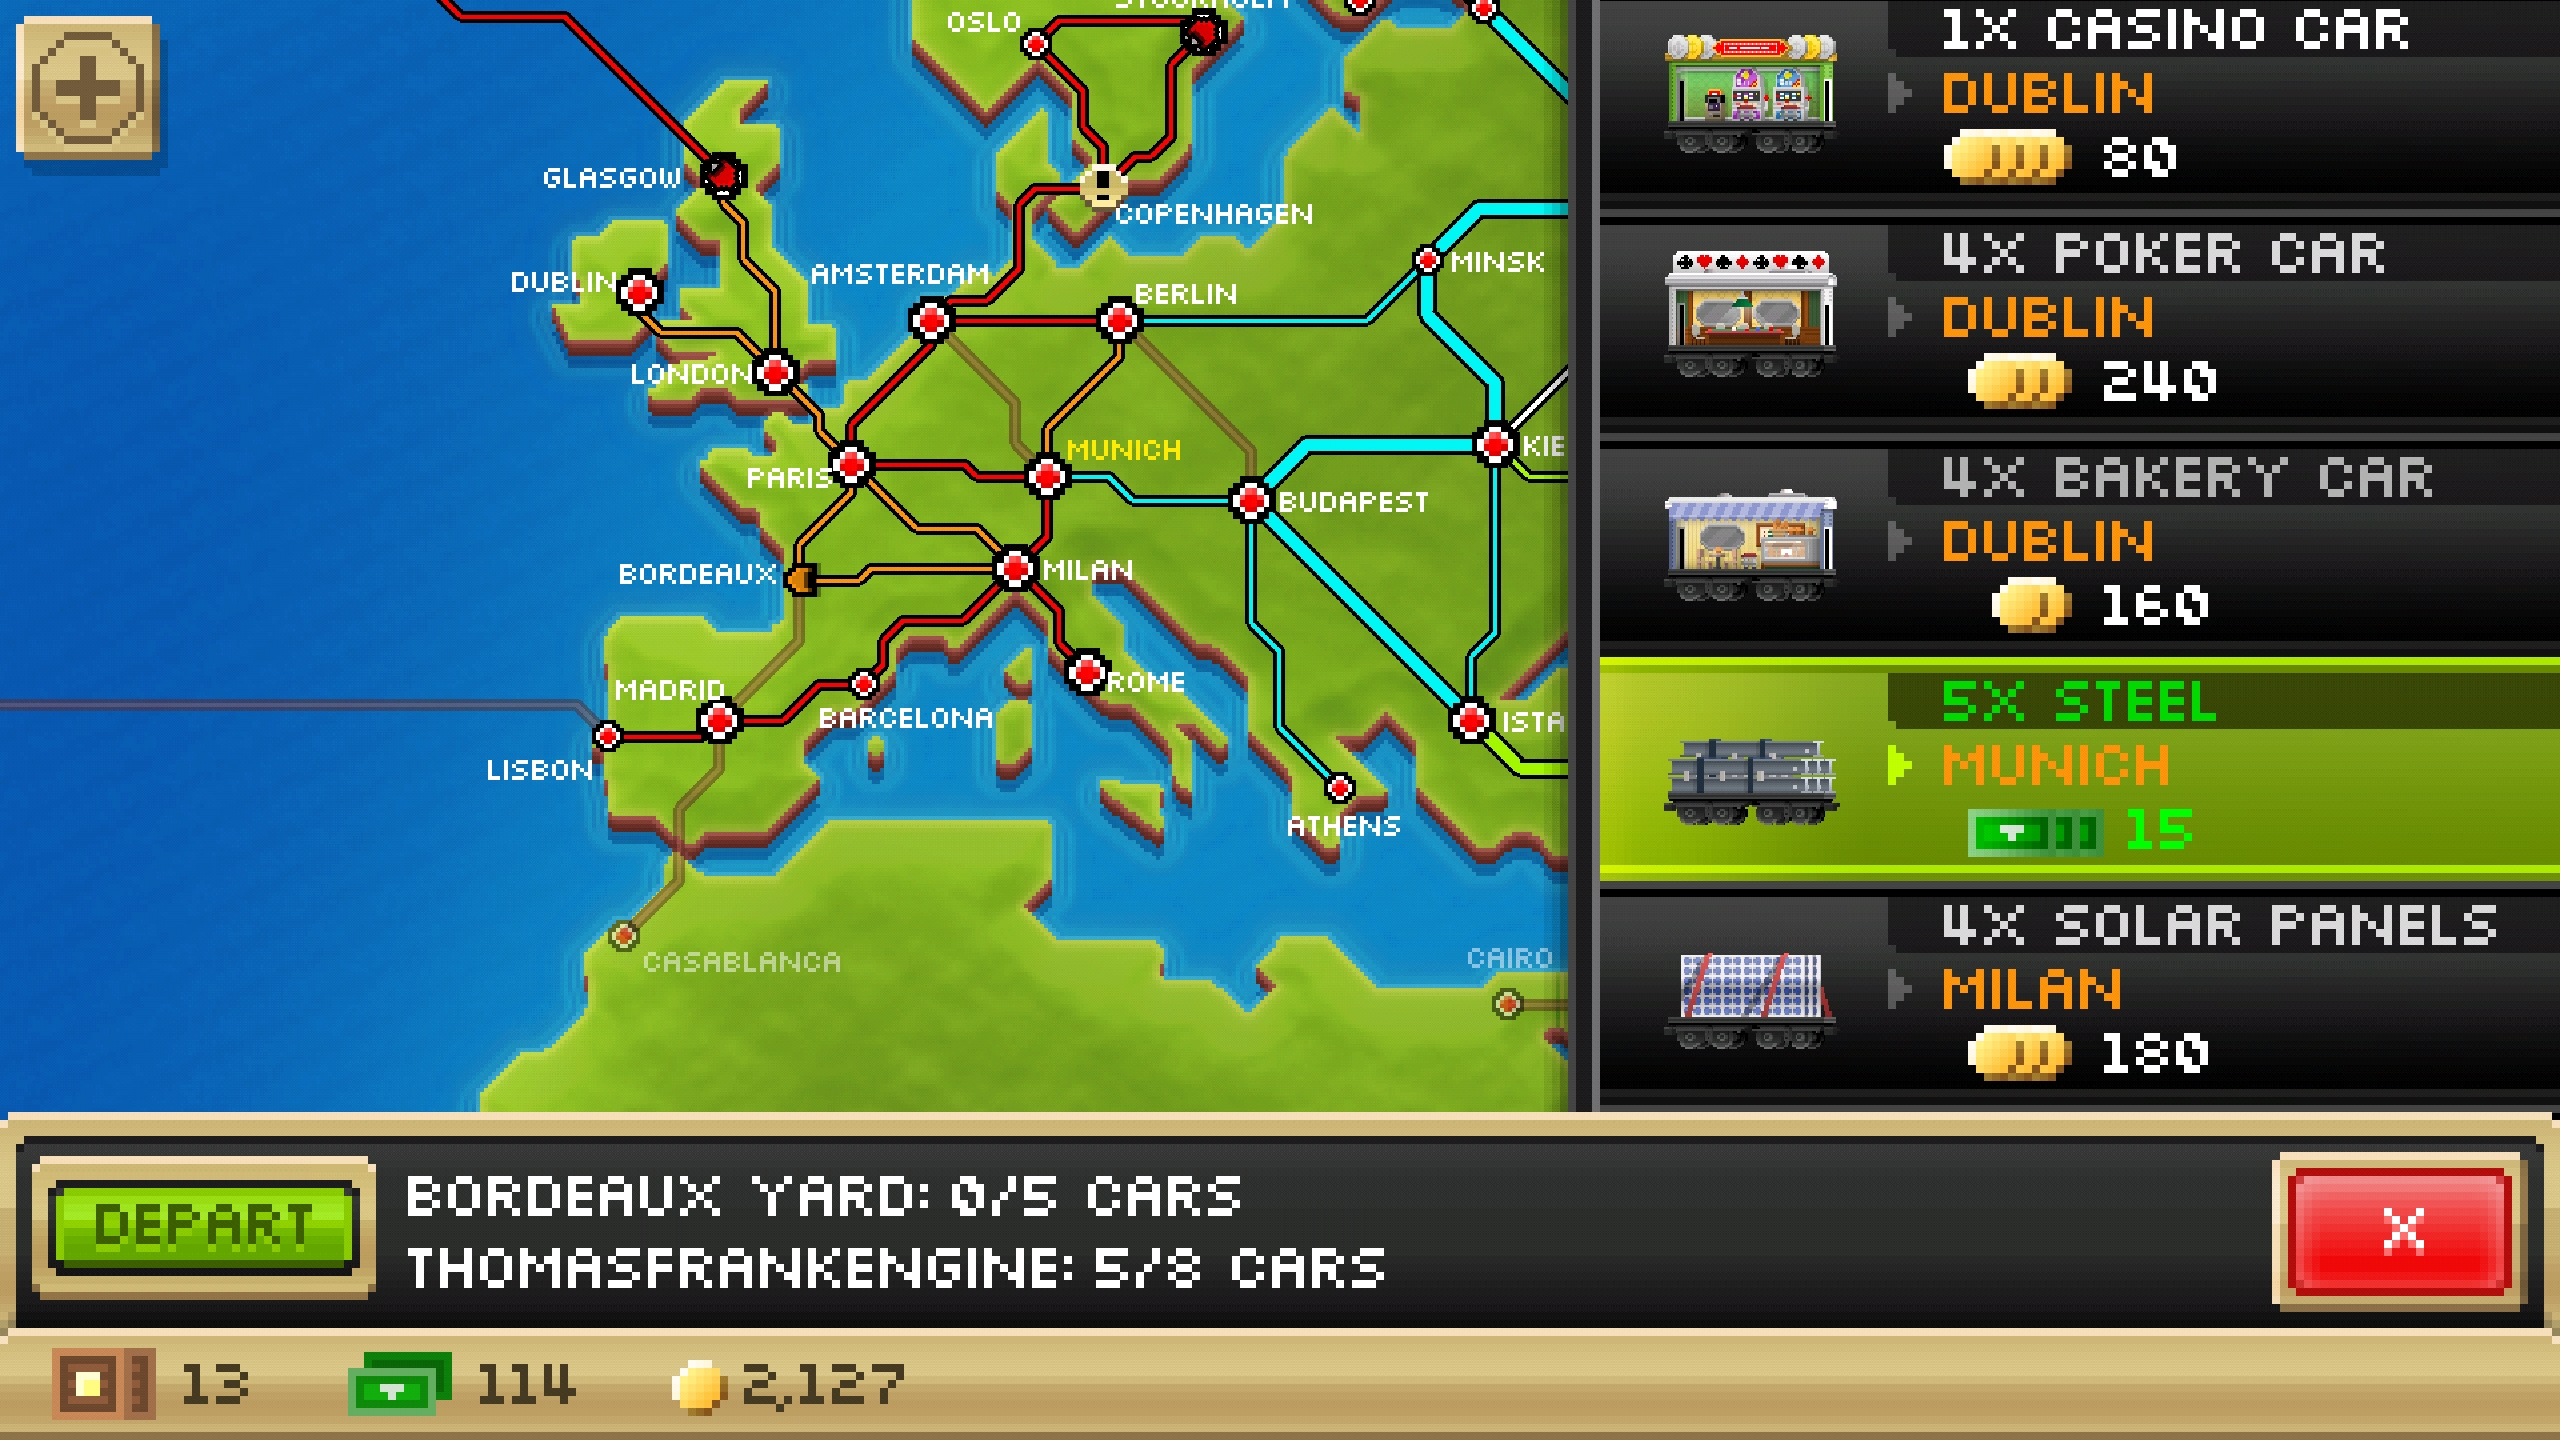 STOCKHOLM
OSLO
GLASGOW
COPENHAGEN
DUBLIN
AMSTERDAM
BERLIN
MINSK
LONDON
MUNICH
KIE
PARIS
BUDAPEST
BORDEAUX
MILAN
MADRID
ROME
BARCELONA
ISTA
LISBON
ATHENS
CASABLANCA
CAIRO
1X CASINO CAR
DUBLIN
80
4X POKER CAR
DUBLIN
240
4X BAKERY CAR
DUBLIN
160
5X STEEL
MUNICH
15
4X SOLAR PANELS
MILAN
180
DEPART
BORDEAUX YARD: 0/5 CARS
THOMASFRANKENGINE: 5/8 CARS
X
13
114
2,127